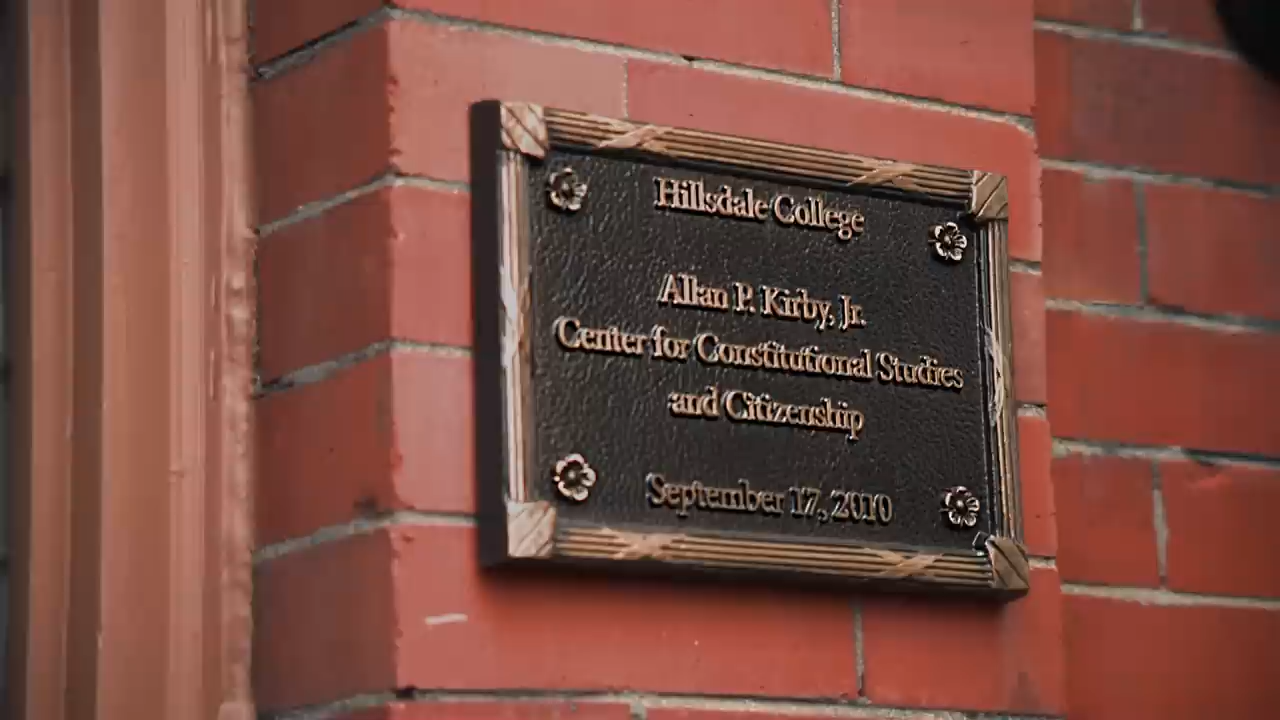 Hillsdale College
Allan P. Kirby, Jr.
Center for Constitutional Studies
and Citizenship
September 17, 2010